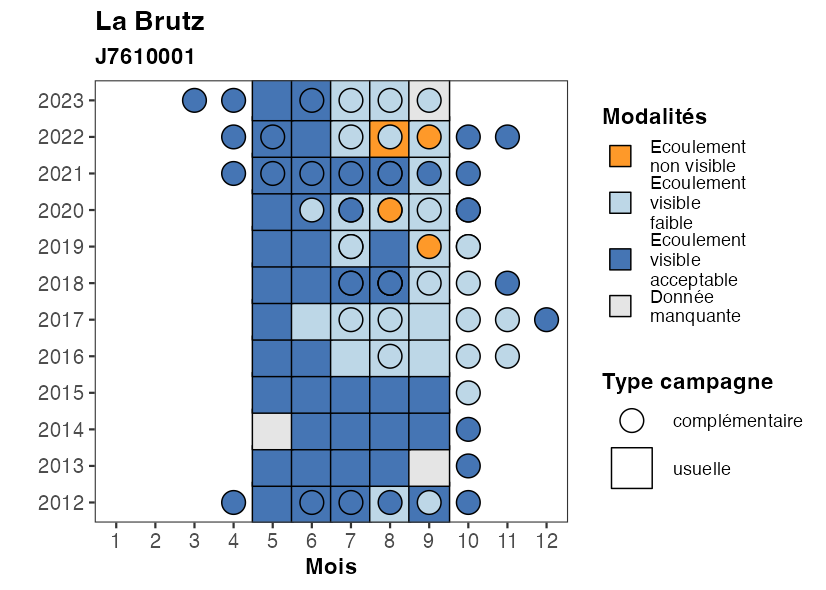 La Brutz
J7610001
2023
2022
2021
2020
2019
2018
2017
2016
2015
2014
2013
2012
1 2 3 4 5 6 7 8 9 10 11 12
Mois
Modalités
Ecoulement
non visible
Ecoulement
visible
faible
Ecoulement
visible
acceptable
Donnée
manquante
Type campagne
complémentaire
usuelle